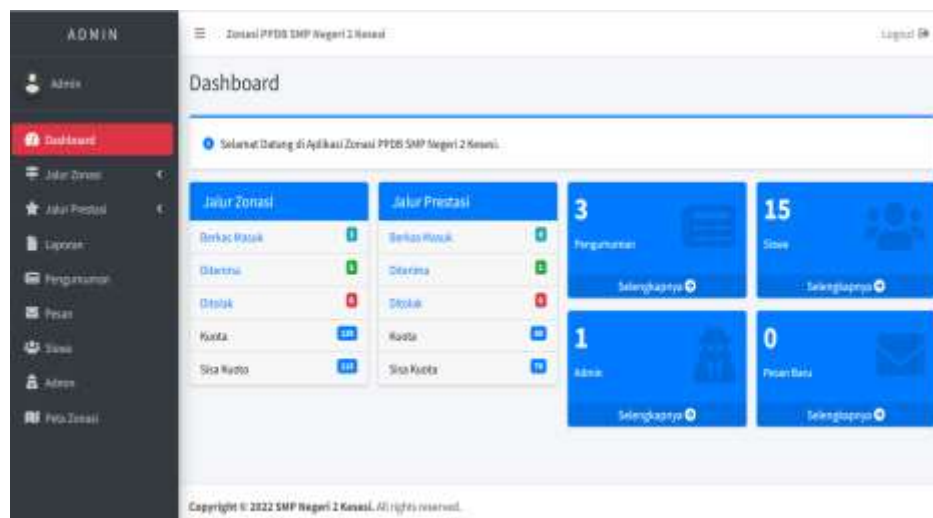 ADMIN
Zonasi PPDB SMP Negeri 2 Kesesi
Logout
Admin
Dashboard
Dashboard
Selamat Datang di Aplikasi Zonasi PPDB SMP Negeri 2 Kesesi.
Jalur Zonasi
Jalur Prestasi
Laporan
Pengumuman
Pesan
Siswa
Admin
Peta Zonasi
Jalur Zonasi
Berkas Masuk
Diterima
Ditolak
Kuota
Sisa Kuota
Jalur Prestasi
Berkas Masuk
Diterima
Ditolak
Kuota
Sisa Kuota
3
Pengumuman
Selengkapnya
15
Siswa
Selengkapnya
1
Admin
Selengkapnya
0
Pesan Baru
Selengkapnya
Copyright © 2022 SMP Negeri 2 Kesesi. All rights reserved.